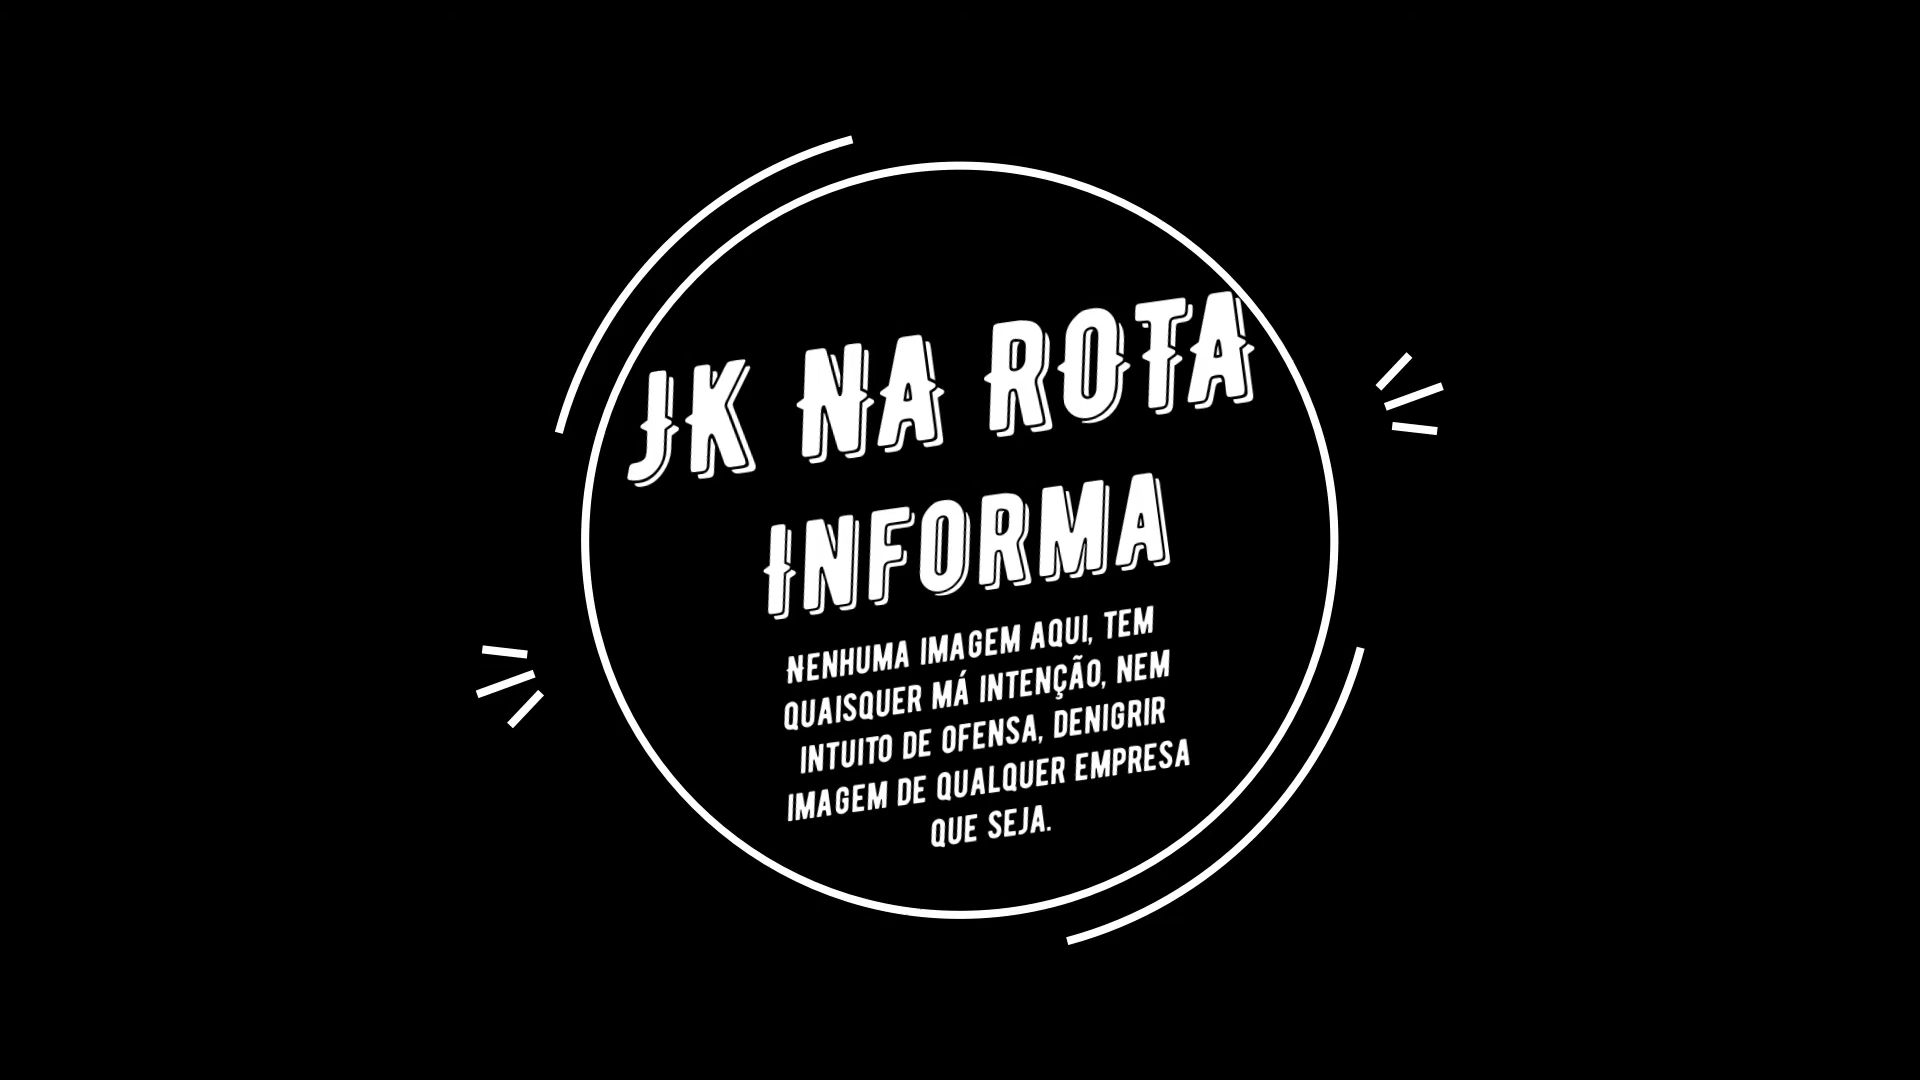 JK NA ROTA
INFORMA
NENHUMA IMAGEM AQUI, TEM
QUAISQUER MÁ INTENÇÃO, NEM
INTUITO DE OFENSA, DENIGRIR
IMAGEM DE QUALQUER EMPRESA
QUE SEJA.